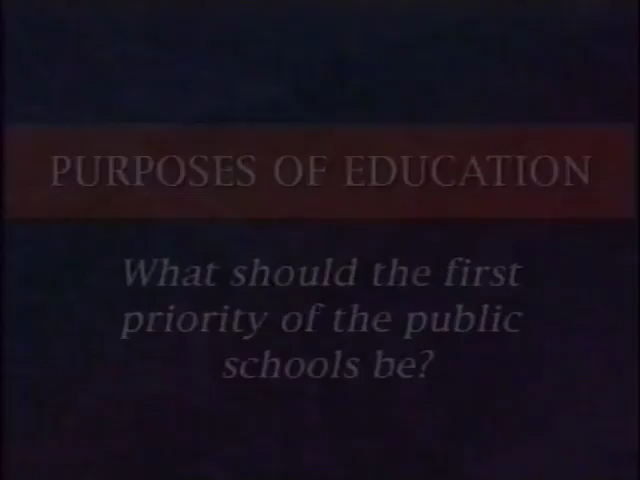 PURPOSES OF EDUCATION
What should the first
priority of the public
schools be?